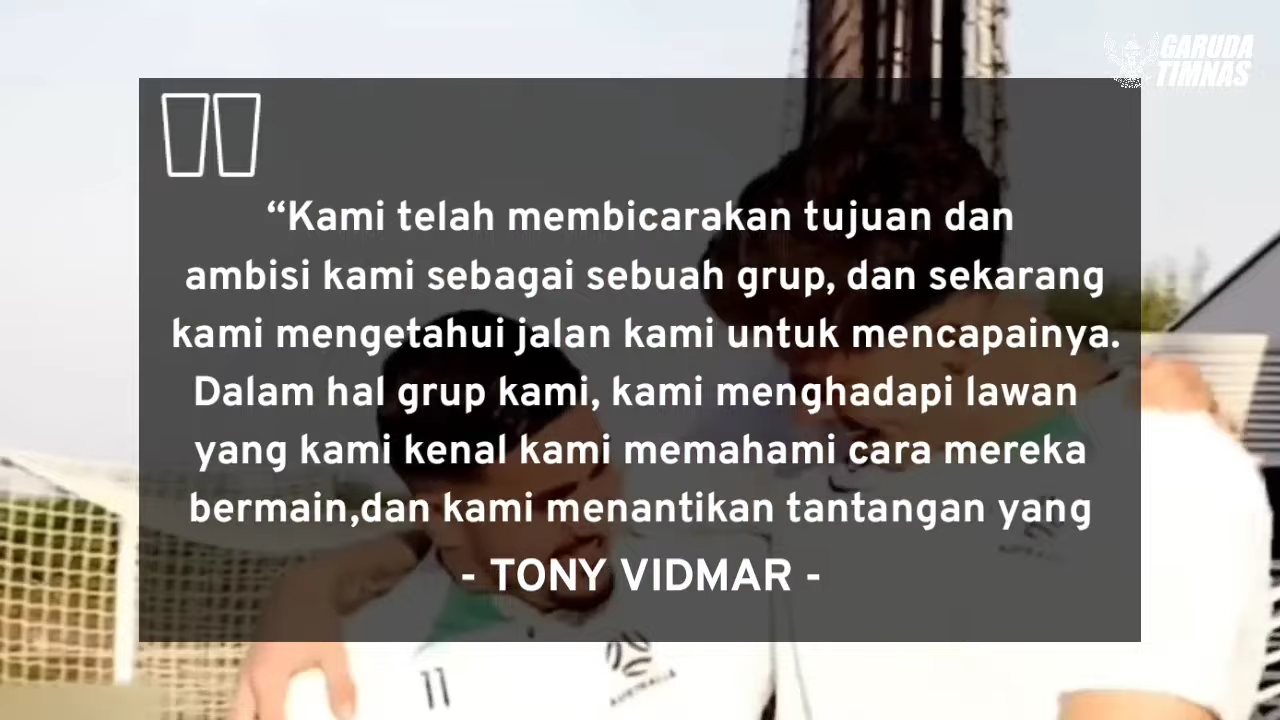 GARUDA
TIMNAS
“Kami telah membicarakan tujuan dan
ambisi kami sebagai sebuah grup, dan sekarang
kami mengetahui jalan kami untuk mencapainya.
Dalam hal grup kami, kami menghadapi lawan
yang kami kenal kami memahami cara mereka
bermain,dan kami menantikan tantangan yang
- TONY VIDMAR -
11
AUSTRALIA